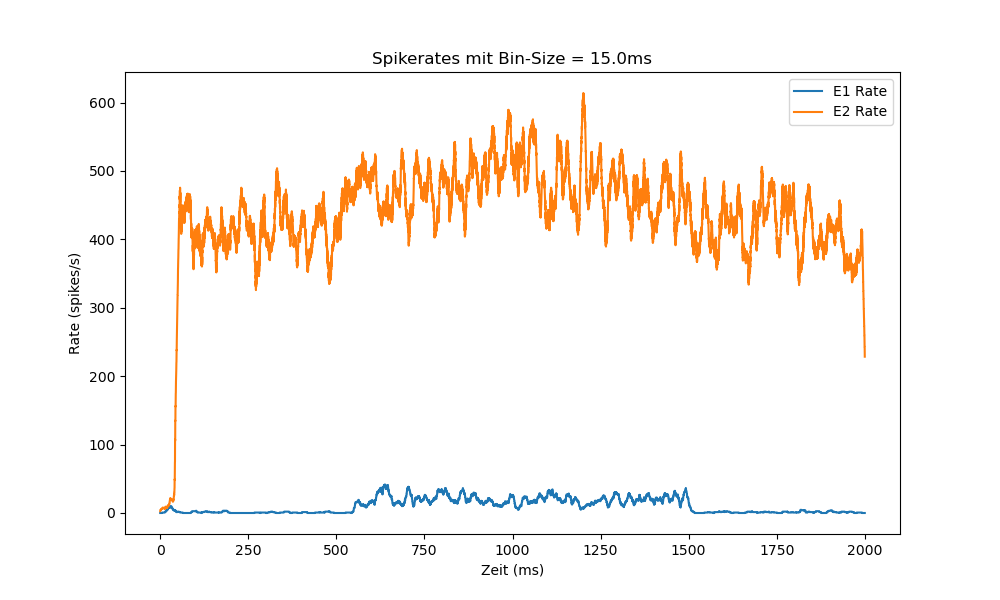 Spikerates mit Bin-Size = 15.0ms
E1 Rate
E2 Rate
600
500
400
300
200
100
0
Rate (spikes/s)
0 250 500 750 1000 1250 1500 1750 2000
Zeit (ms)